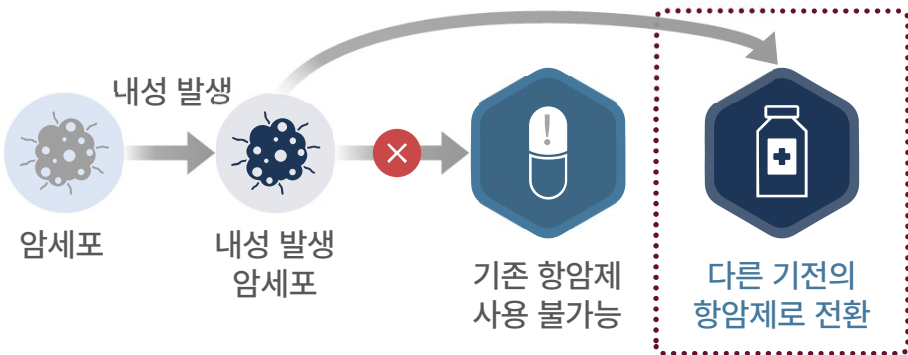 내성 발생
암세포
내성 발생
암세포
기존 항암제
사용 불가능
다른 기전의
항암제로 전환